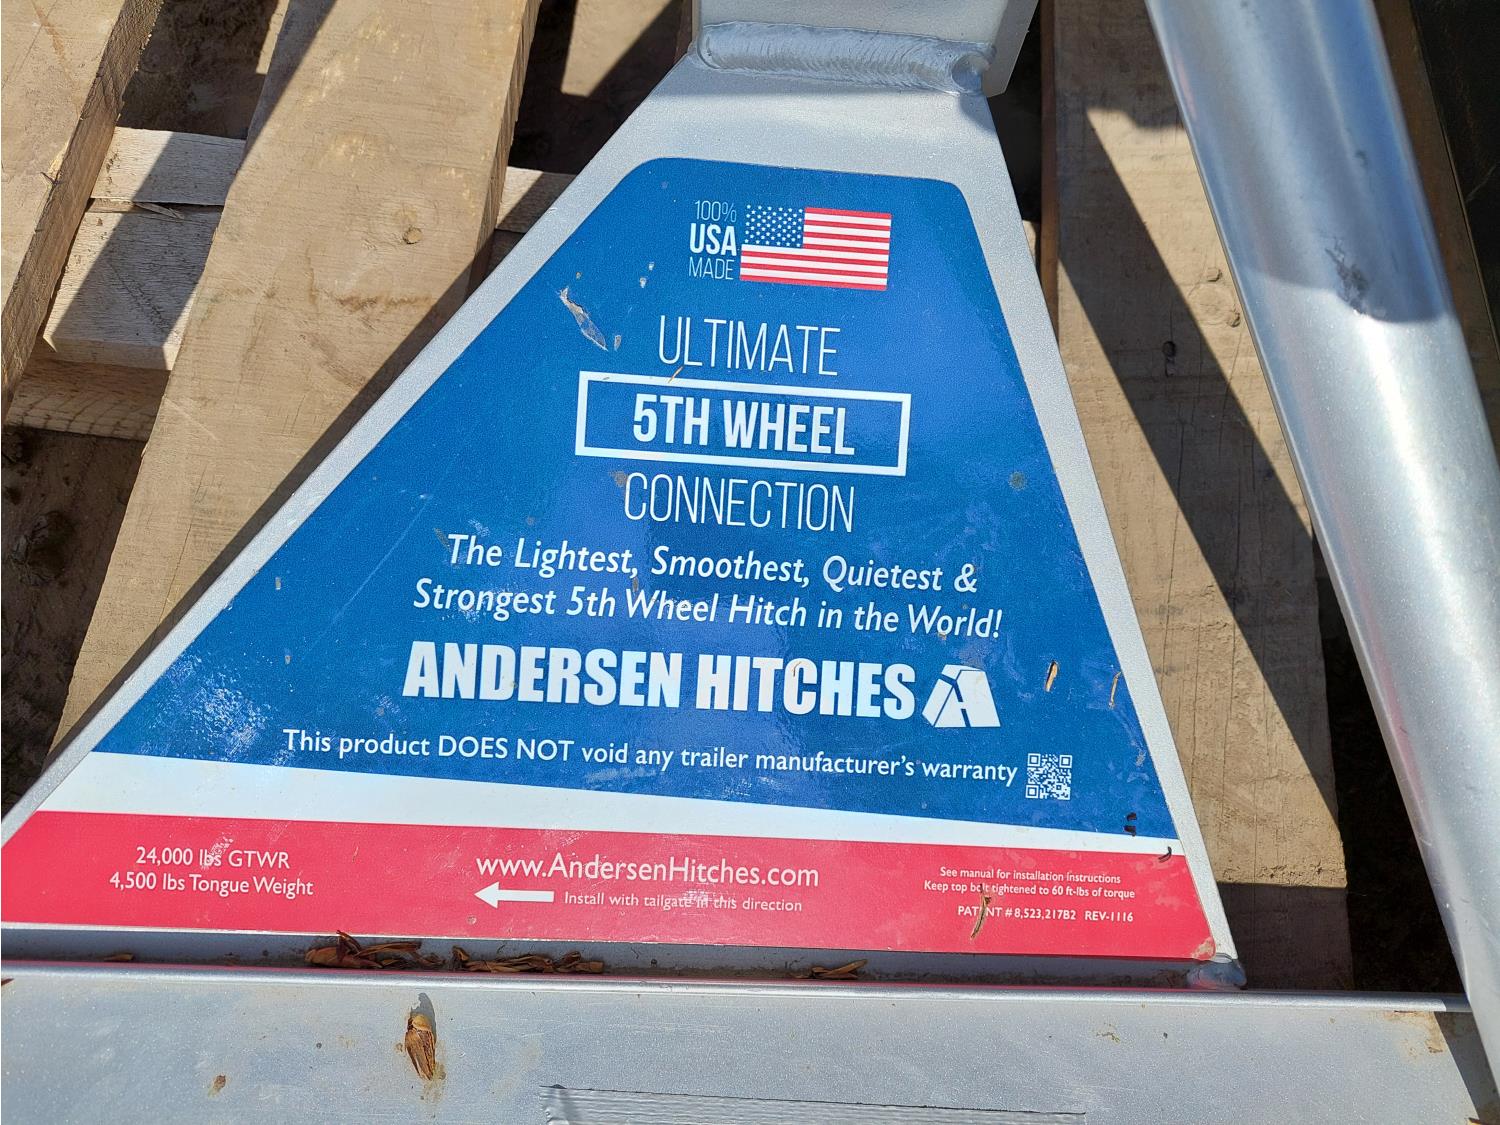 100%
USA
MADE
ULTIMATE
5TH WHEEL
CONNECTION
The Lightest, Smoothest, Quietest &
Strongest 5th Wheel Hitch in the World!
ANDERSEN HITCHES
This product DOES NOT void any trailer manufacturer's warranty
24,000 lbs GTWR
4,500 lbs Tongue Weight
www.AndersenHitches.com
Install with tailgate in this direction
See manual for installation instructions
Keep top bolt tightened to 60 ft-lbs of torque
PATENT # 8,523,217B2 REV-1116